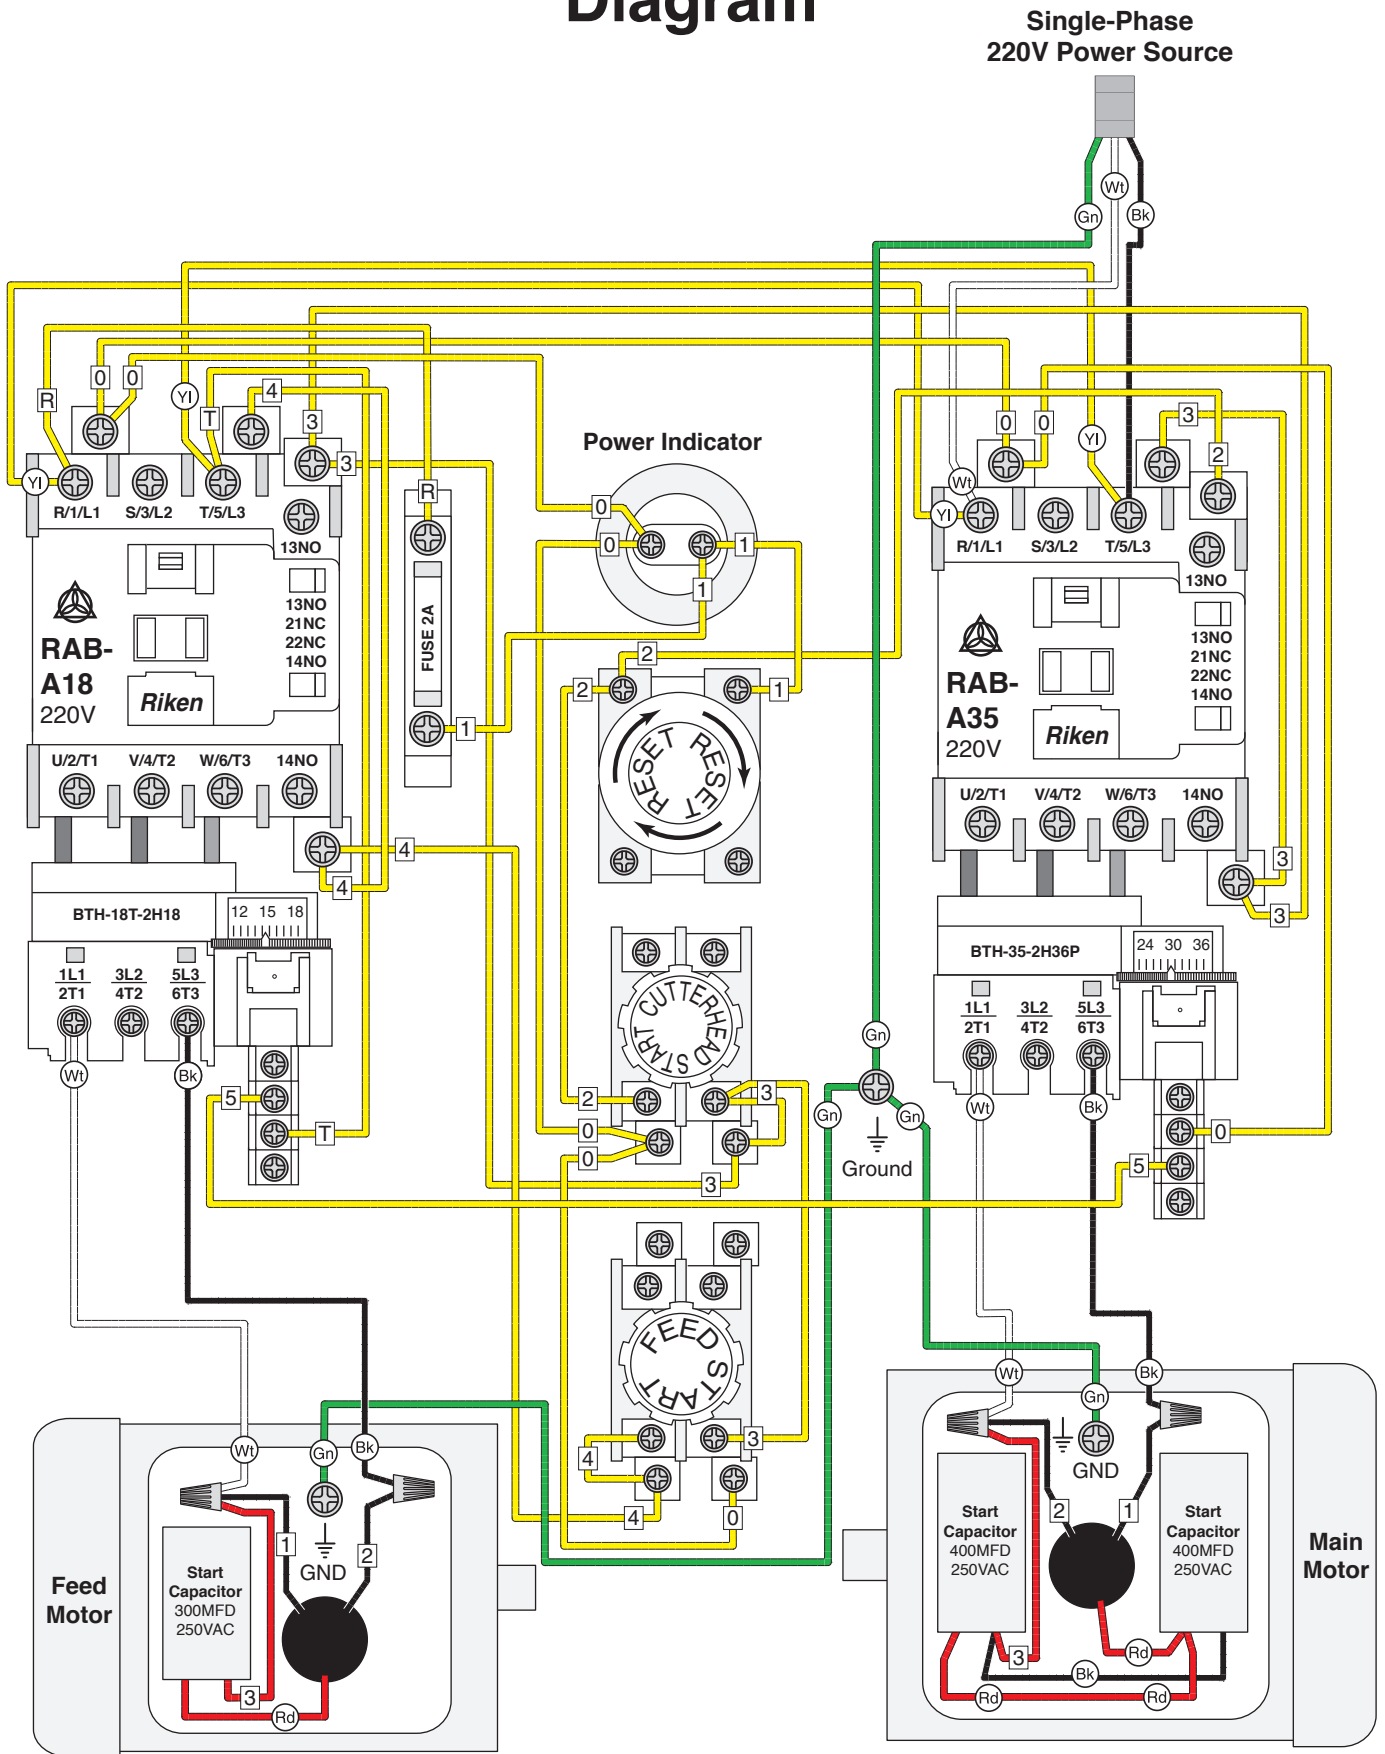 Diagram
Single-Phase
220V Power Source
Wt
Gn
Bk
0
0
4
R
Yl
T
3
0
0
3
Yl
2
Power Indicator
3
Yl
R
Wt
Yl
R/1/L1
S/3/L2
T/5/L3
0
13NO
0
1
R/1/L1
S/3/L2
T/5/L3
13NO
1
13NO
21NC
22NC
14NO
FUSE 2A
RAB-
A18
220V
Riken
13NO
21NC
22NC
14NO
RAB-
A35
220V
Riken
2
2
1
1
RESET RESET RESET
U/2/T1
V/4/T2
W/6/T3
14NO
U/2/T1
V/4/T2
W/6/T3
14NO
4
4
3
3
BTH-18T-2H18
12 15 18
BTH-35-2H36P
24 30 36
1L1
2T1
3L2
4T2
5L3
6T3
1L1
2T1
3L2
4T2
5L3
6T3
CUTTERHEAD START
Gn
Wt
Bk
5
T
2
3
0
0
3
Gn
Gn
Ground
Wt
Bk
0
5
FEED START
3
4
4
0
Wt
Gn
Bk
1
2
GND
Start
Capacitor
300MFD
250VAC
3
Rd
Feed
Motor
Wt
Gn
Bk
GND
2
1
Start
Capacitor
400MFD
250VAC
Start
Capacitor
400MFD
250VAC
3
Rd
Bk
Rd
Rd
Main
Motor